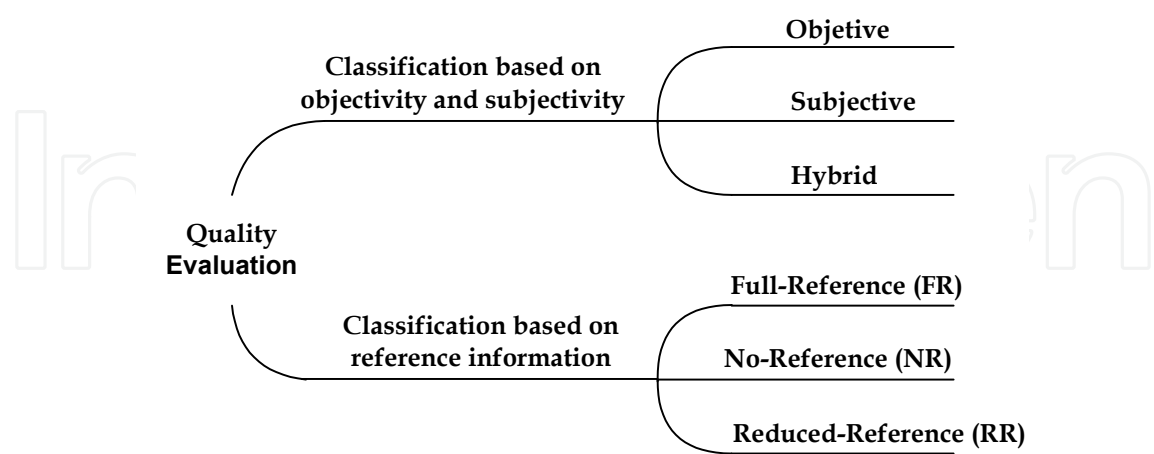 Objetive
Classification based on
objectivity and subjectivity
Subjective
Hybrid
Quality
Evaluation
Full-Reference (FR)
Classification based on
reference information
No-Reference (NR)
Reduced-Reference (RR)